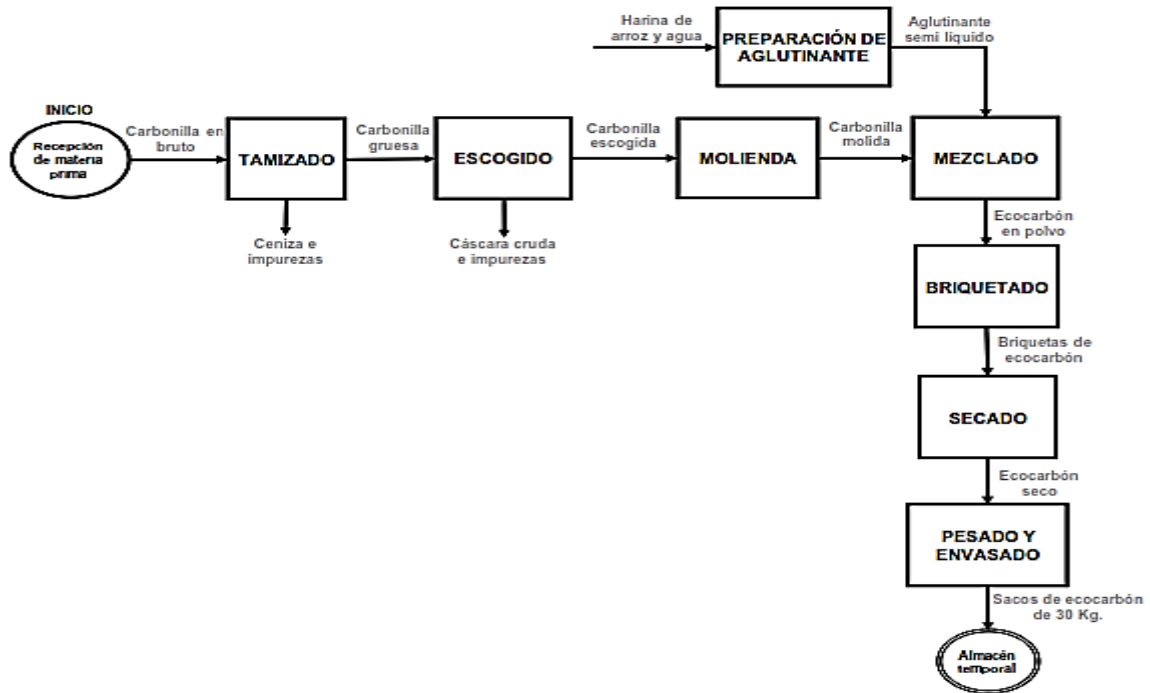 Harina de
arroz y agua
PREPARACIÓN DE
AGLUTINANTE
Aglutinante
semi líquido
INICIO
Recepción
de materia
prima
Carbonilla en
bruto
TAMIZADO
Carbonilla
gruesa
ESCOGIDO
Carbonilla
escogida
MOLIENDA
Carbonilla
molida
MEZCLADO
Ceniza e
impurezas
Cáscara cruda
e impurezas
Ecocarbón
en polvo
BRIQUETADO
Briquetas de
ecocarbón
SECADO
Ecocarbón
seco
PESADO Y
ENVASADO
Sacos de ecocarbón
de 30 Kg.
Almacén
temporal